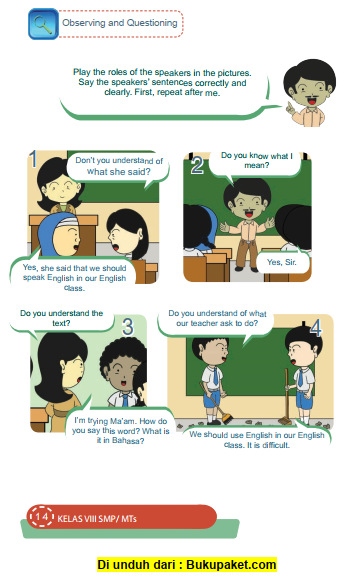 Observing and Questioning
Play the roles of the speakers in the pictures.
Say the speakers' sentences correctly and
clearly. First, repeat after me.
1
Don't you understand of
what she said?
Yes, she said that we should
speak English in our English
class.
2
Do you know what I
mean?
Yes, Sir.
Do you understand the
text?
3
I'm trying Ma'am. How do
you say this word? What is
it in Bahasa?
Do you understand of what
our teacher ask to do?
4
We should use English in our English
class. It is difficult.
14 KELAS VIII SMP/ MTs
Di unduh dari : Bukupaket.com